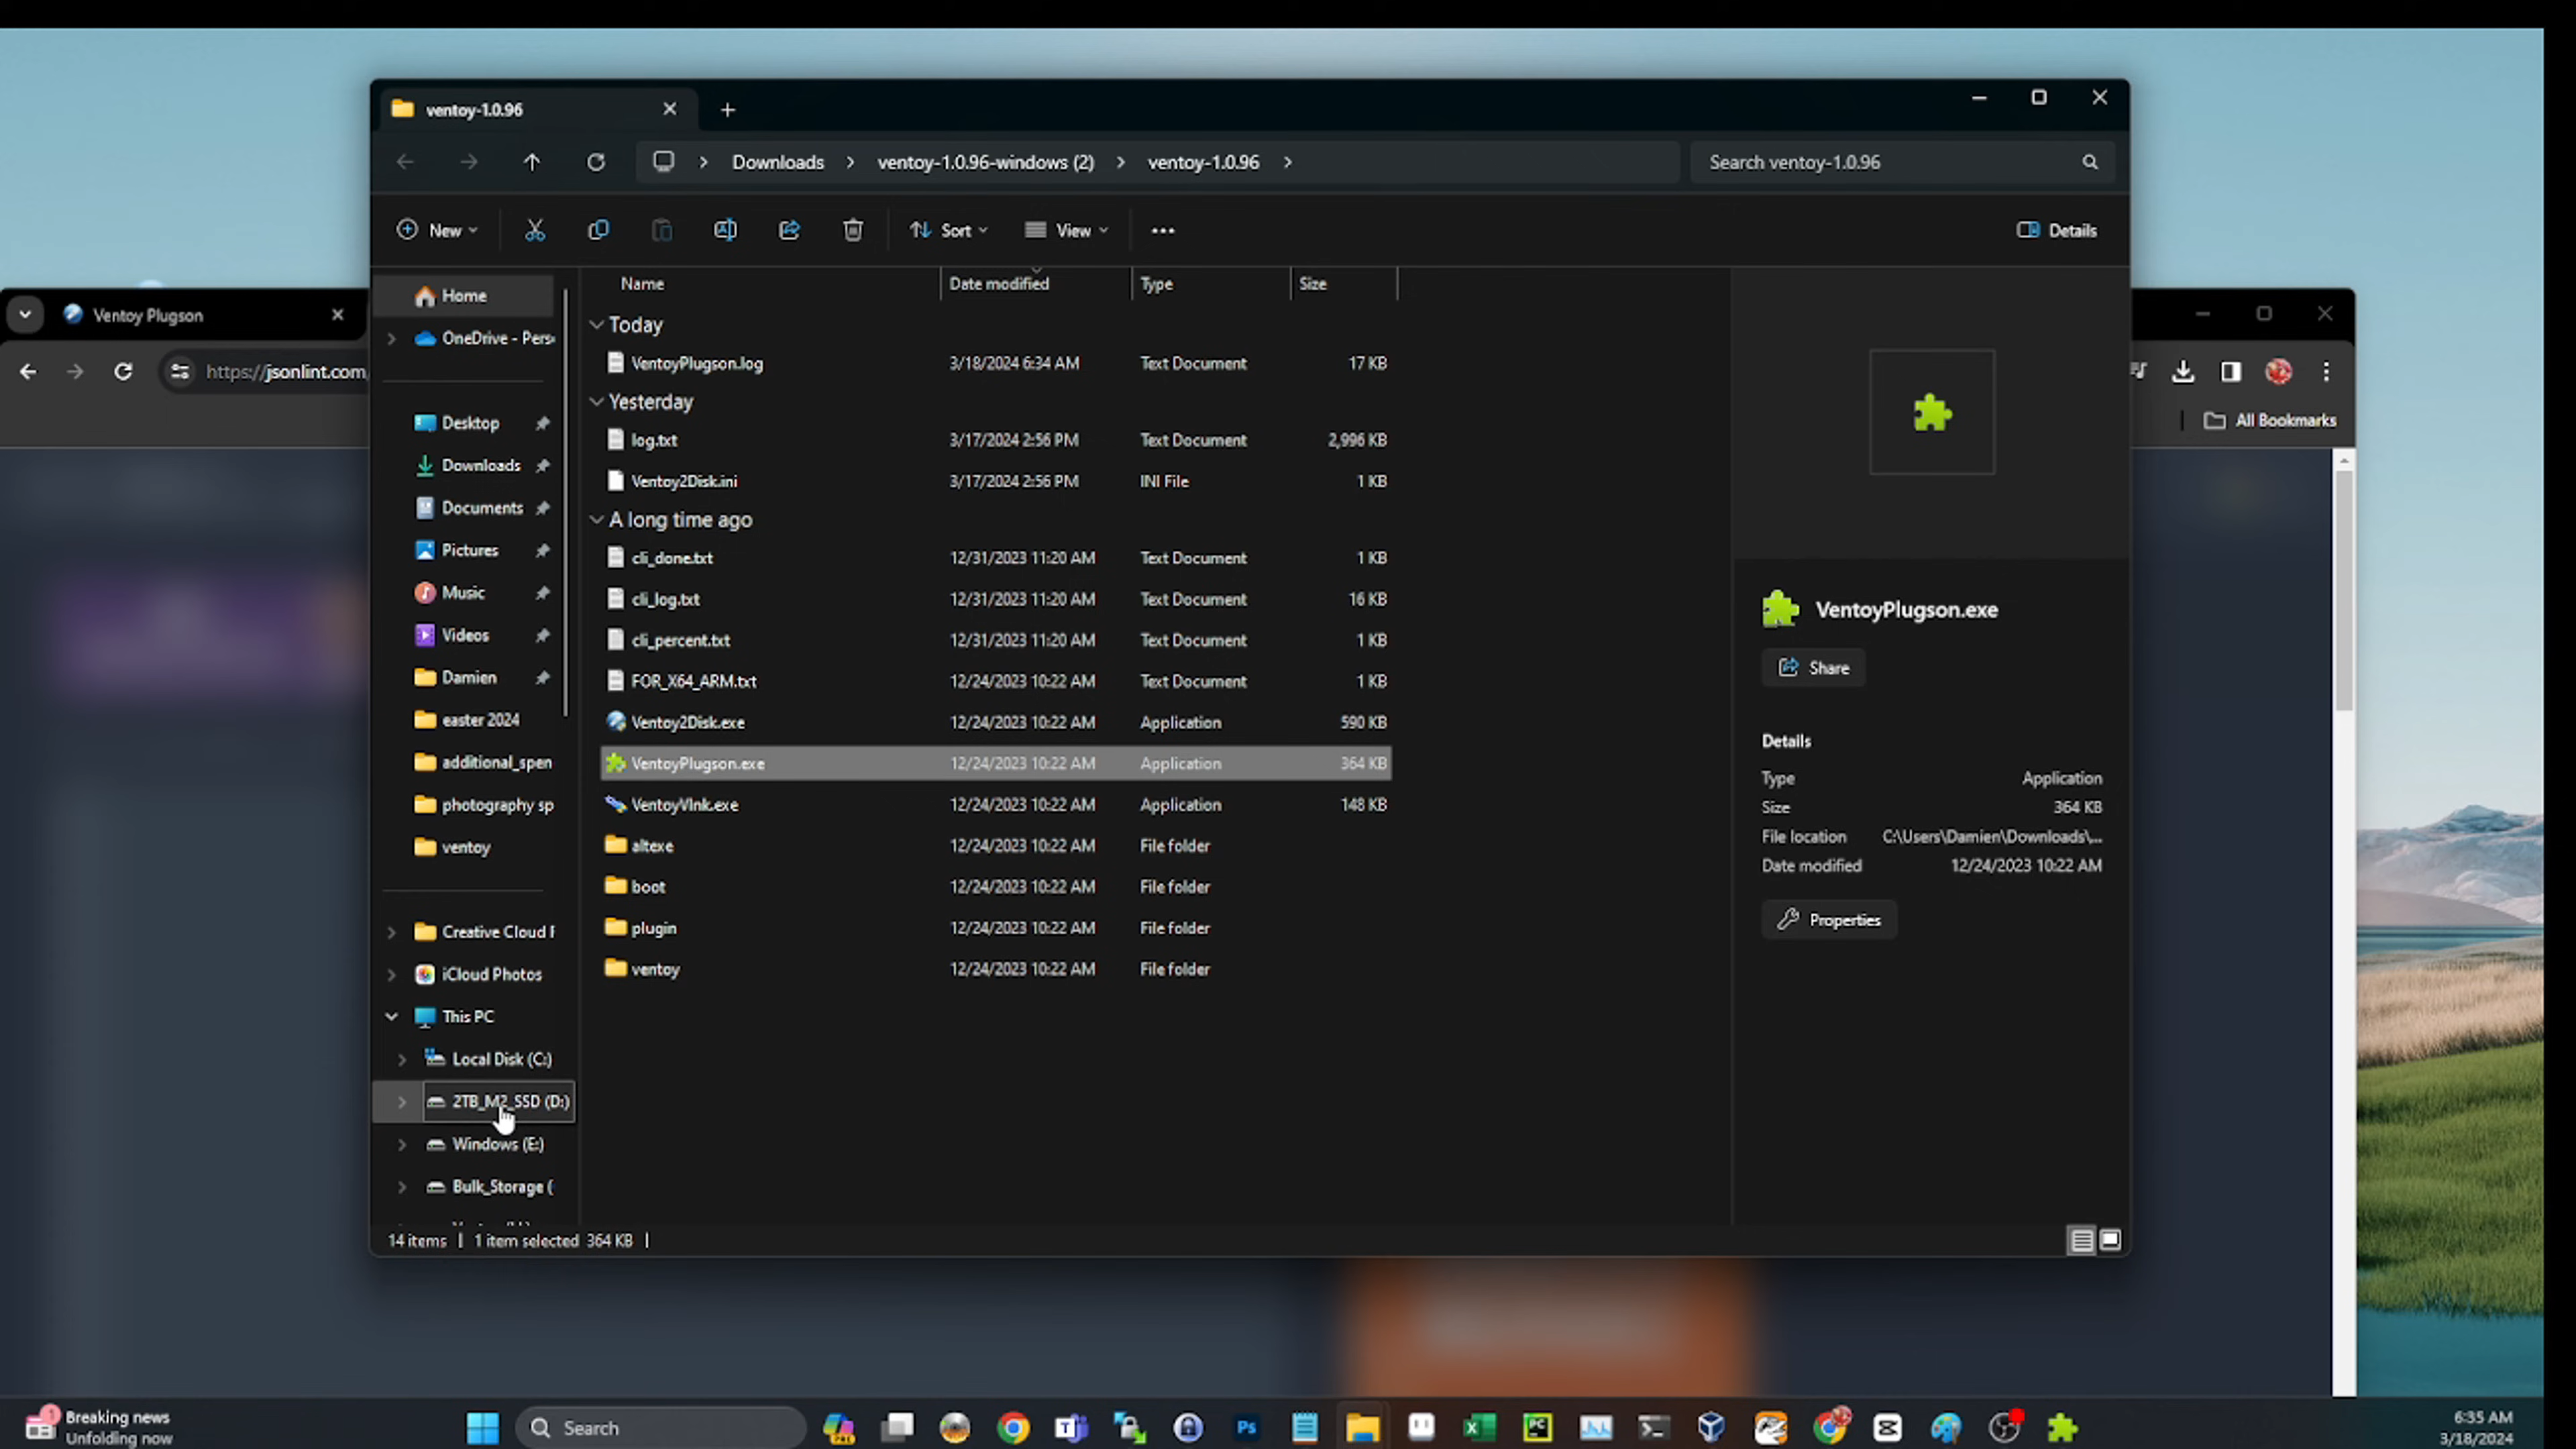 ventoy-1.0.96
Downloads > ventoy-1.0.96-windows (2) > ventoy-1.0.96 >
Search ventoy-1.0.96
New
Sort
View
Details
Home
OneDrive - Pers
Desktop
Downloads
Documents
Pictures
Music
Videos
Damien
easter 2024
additional_spen
photography sp
ventoy
Creative Cloud F
iCloud Photos
This PC
Local Disk (C:)
2TB_M2_SSD (D:)
Windows (E:)
Bulk_Storage (
Name Date modified Type Size
Today
VentoyPlugson.log 3/18/2024 6:34 AM Text Document 17 KB
Yesterday
log.txt 3/17/2024 2:56 PM Text Document 2,996 KB
Ventoy2Disk.ini 3/17/2024 2:56 PM INI File 1 KB
A long time ago
cli_done.txt 12/31/2023 11:20 AM Text Document 1 KB
cli_log.txt 12/31/2023 11:20 AM Text Document 16 KB
cli_percent.txt 12/31/2023 11:20 AM Text Document 1 KB
FOR_X64_ARM.txt 12/24/2023 10:22 AM Text Document 1 KB
Ventoy2Disk.exe 12/24/2023 10:22 AM Application 590 KB
VentoyPlugson.exe 12/24/2023 10:22 AM Application 364 KB
VentoyVlnk.exe 12/24/2023 10:22 AM Application 148 KB
altexe 12/24/2023 10:22 AM File folder
boot 12/24/2023 10:22 AM File folder
plugin 12/24/2023 10:22 AM File folder
ventoy 12/24/2023 10:22 AM File folder
VentoyPlugson.exe
Share
Details
Type Application
Size 364 KB
File location C:\Users\Damien\Downloads\...
Date modified 12/24/2023 10:22 AM
Properties
14 items | 1 item selected 364 KB |
Ventoy Plugson
https://jsonlint.com/
All Bookmarks
1
Breaking news
Unfolding now
Search
Ps
PC
6:35 AM
3/18/2024